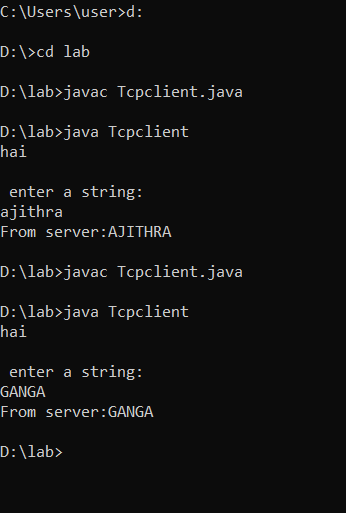 C:\Users\user>d:
D:\>cd lab
D:\lab>javac Tcpclient.java
D:\lab>java Tcpclient
hai
enter a string:
ajithra
From server:AJITHRA
D:\lab>javac Tcpclient.java
D:\lab>java Tcpclient
hai
enter a string:
GANGA
From server:GANGA
D:\lab>